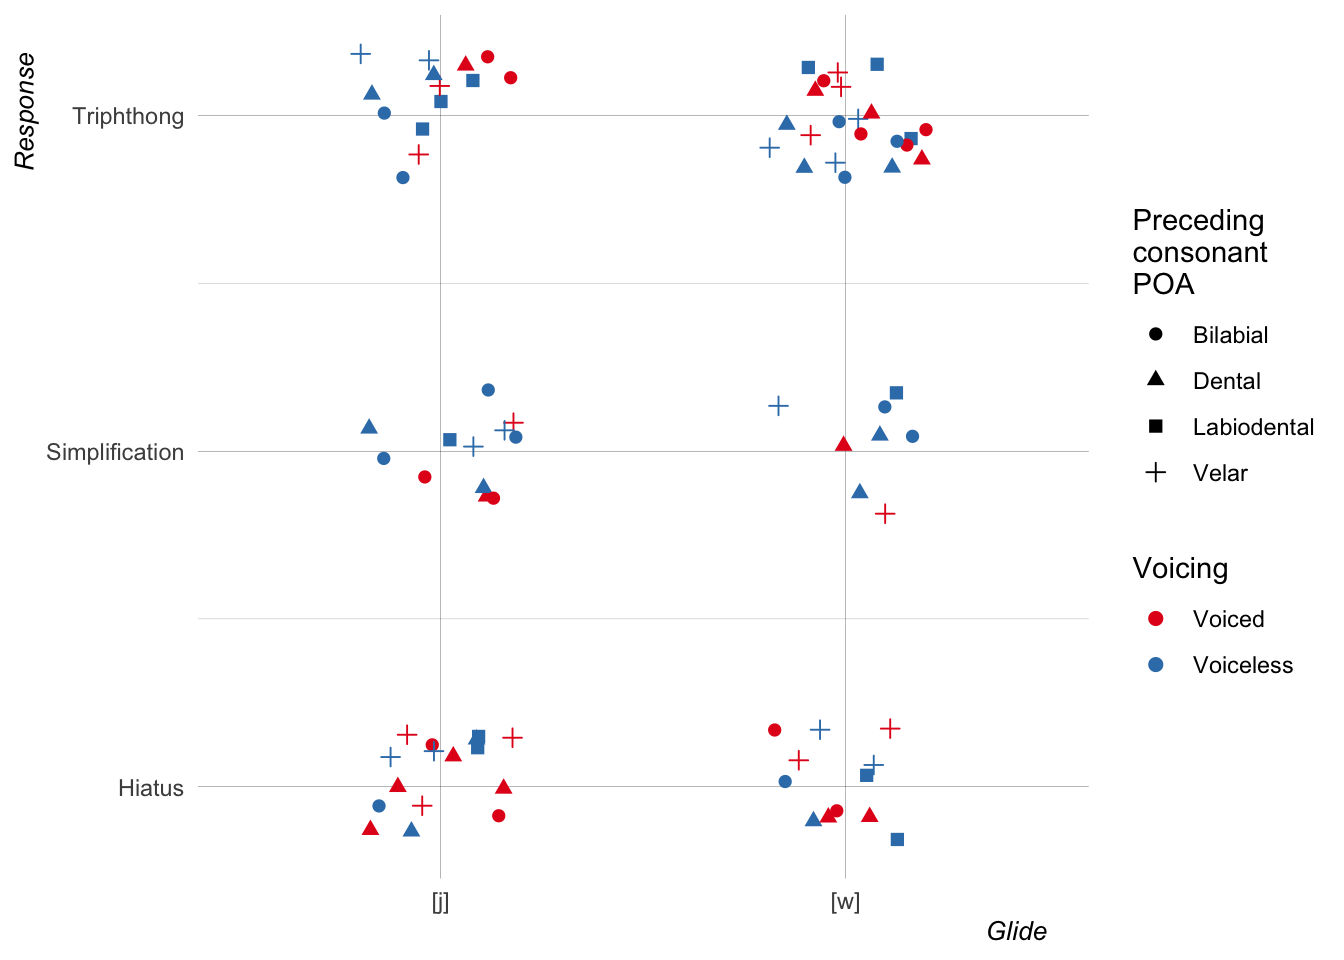 Response
Triphthong
Simplification
Hiatus
[j]
[w]
Glide
Preceding
consonant
POA
Bilabial
Dental
Labiodental
Velar
Voicing
Voiced
Voiceless